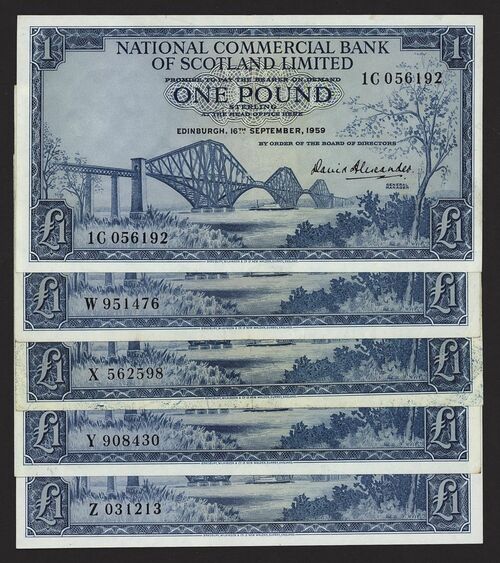 1 1
NATIONAL COMMERCIAL BANK
OF SCOTLAND LIMITED
PROMISE TO PAY THE BEARER ON DEMAND
1C 056192
ONE POUND
STERLING
AT THE HEAD OFFICE HERE
EDINBURGH, 16TH SEPTEMBER, 1959
BY ORDER OF THE BOARD OF DIRECTORS
David Alexander
GENERAL
MANAGER
1C 056192
£1 £1
W 951476
£1 £1
X 562598
£1 £1
Y 908430
£1 £1
Z 031213
£1 £1